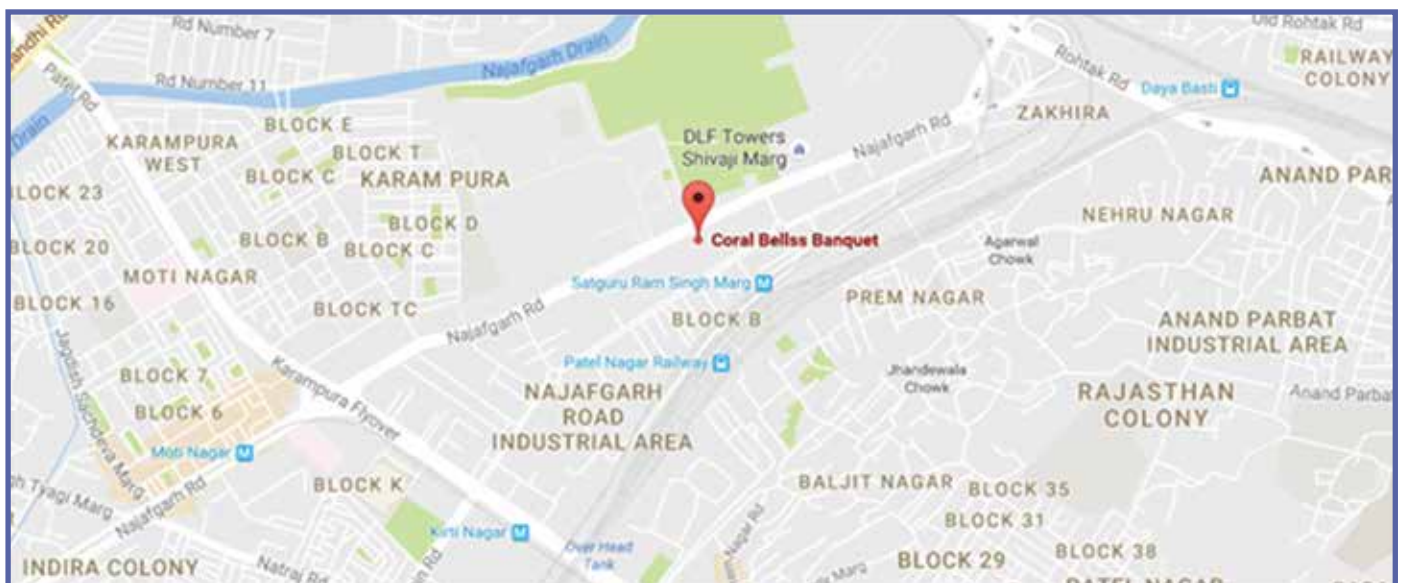 Rd Number 7
Old Rohtak Rd
Patel Rd
Rd Number 11
Najafgarh Drain
Rohtak Rd
Daya Basti
RAILWAY
COLONY
Drain
KARAMPURA
WEST
BLOCK E
BLOCK T
BLOCK C
KARAM PURA
DLF Towers
Shivaji Marg
Najafgarh Rd
ZAKHIRA
ANAND PAR
BLOCK 23
BLOCK D
BLOCK B
BLOCK C
Coral Bellss Banquet
NEHRU NAGAR
Agarwal
Chowk
BLOCK 20
MOTI NAGAR
Satguru Ram Singh Marg
PREM NAGAR
BLOCK 16
BLOCK TC
Najafgarh Rd
BLOCK B
ANAND PARBAT
INDUSTRIAL AREA
Jagdish Sachdeva Marg
BLOCK 7
Karampura Flyover
Patel Nagar Railway
Jhandewala
Chowk
BLOCK 6
NAJAFGARH
ROAD
INDUSTRIAL AREA
RAJASTHAN
COLONY
Anand Parba
Moti Nagar
Tyagi Marg
Najafgarh Rd
BLOCK K
BALJIT NAGAR
BLOCK 35
BLOCK 31
Kirti Nagar
Over Head
Tank
Nagar Rd
BLOCK 29
BLOCK 38
INDIRA COLONY
Natraj Rd
Marg
PATEL NAGAR